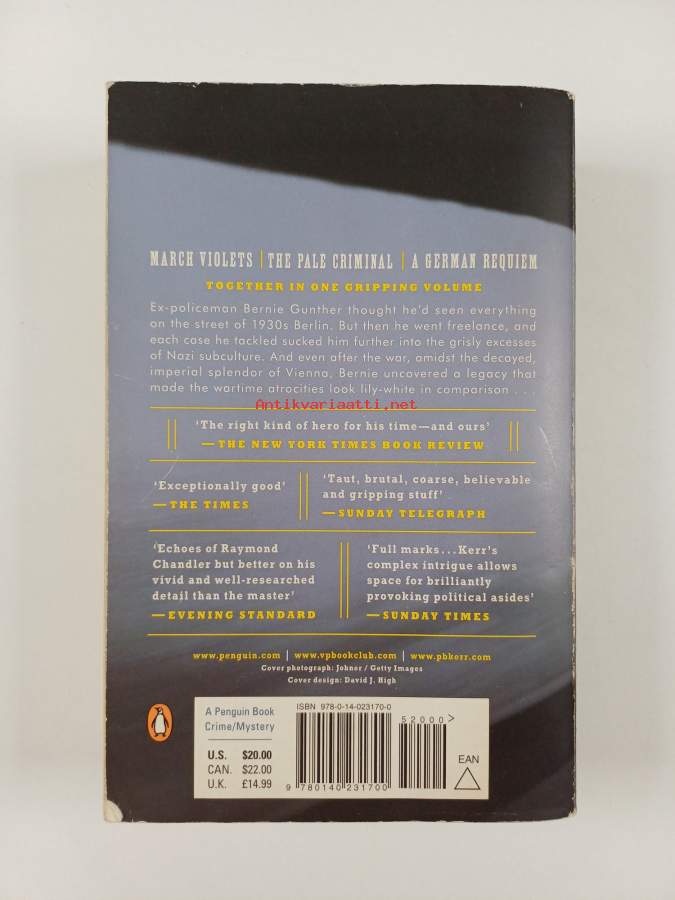 MARCH VIOLETS | THE PALE CRIMINAL | A GERMAN REQUIEM
TOGETHER IN ONE GRIPPING VOLUME
Ex-policeman Bernie Gunther thought he'd seen everything
on the street of 1930s Berlin. But then he went freelance, and
each case he tackled sucked him further into the grisly excesses
of Nazi subculture. And even after the war, amidst the decayed,
imperial splendor of Vienna, Bernie uncovered a legacy that
made the wartime atrocities look lily-white in comparison . . .
Antikvariaatti.net
'The right kind of hero for his time—and ours'
—THE NEW YORK TIMES BOOK REVIEW
'Exceptionally good'
—THE TIMES
'Taut, brutal, coarse, believable
and gripping stuff'
—SUNDAY TELEGRAPH
'Echoes of Raymond
Chandler but better on his
vivid and well-researched
detail than the master'
—EVENING STANDARD
'Full marks...Kerr's
complex intrigue allows
space for brilliantly
provoking political asides'
—SUNDAY TIMES
www.penguin.com | www.vpbookclub.com | www.pbkerr.com
Cover photograph: Johner / Getty Images
Cover design: David J. High
A Penguin Book
Crime/Mystery
U.S. $20.00
CAN. $22.00
U.K. £14.99
ISBN 978-0-14-023170-0
52000>
9 780140 231700
EAN